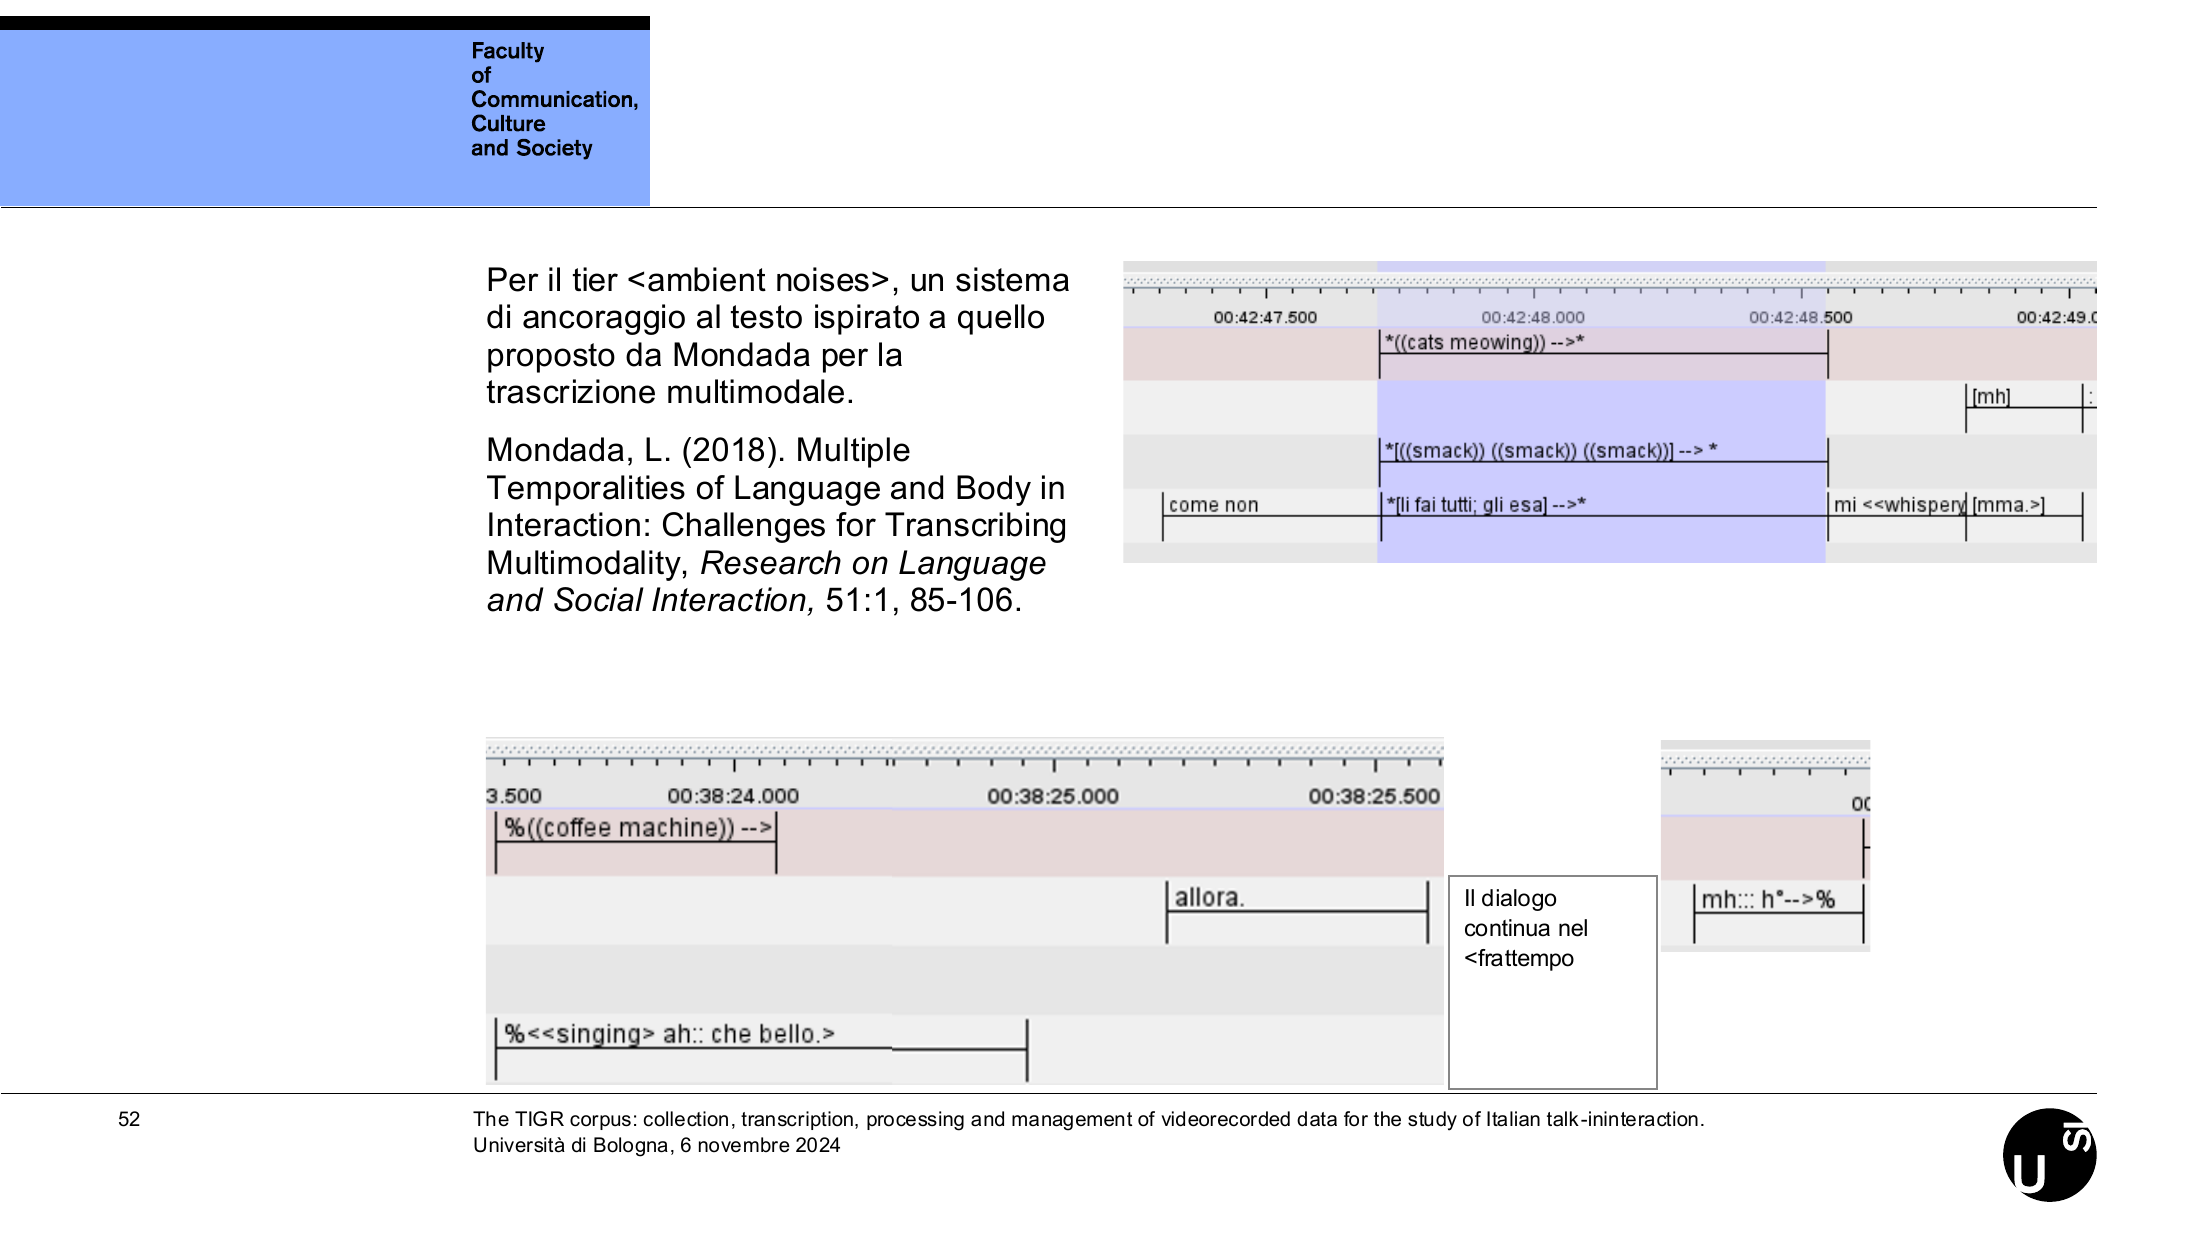 Faculty
of
Communication,
Culture
and Society
Per il tier <ambient noises>, un sistema
di ancoraggio al testo ispirato a quello
proposto da Mondada per la
trascrizione multimodale.
Mondada, L. (2018). Multiple
Temporalities of Language and Body in
Interaction: Challenges for Transcribing
Multimodality, Research on Language
and Social Interaction, 51:1, 85-106.
00:42:47.500 00:42:48.000 00:42:48.500 00:42:49.0
*((cats meowing)) -->*
[mh] :
*[((smack)) ((smack)) ((smack))] --> *
come non *[li fai tutti; gli esa] -->* mi <<whispery [mma.>]
3.500 00:38:24.000 00:38:25.000 00:38:25.500
%((coffee machine)) -->
allora.
%<<singing> ah:: che bello.>
Il dialogo
continua nel
<frattempo
00
mh::: h°-->%
52
The TIGR corpus: collection, transcription, processing and management of videorecorded data for the study of Italian talk-ininteraction.
Università di Bologna, 6 novembre 2024
U SI